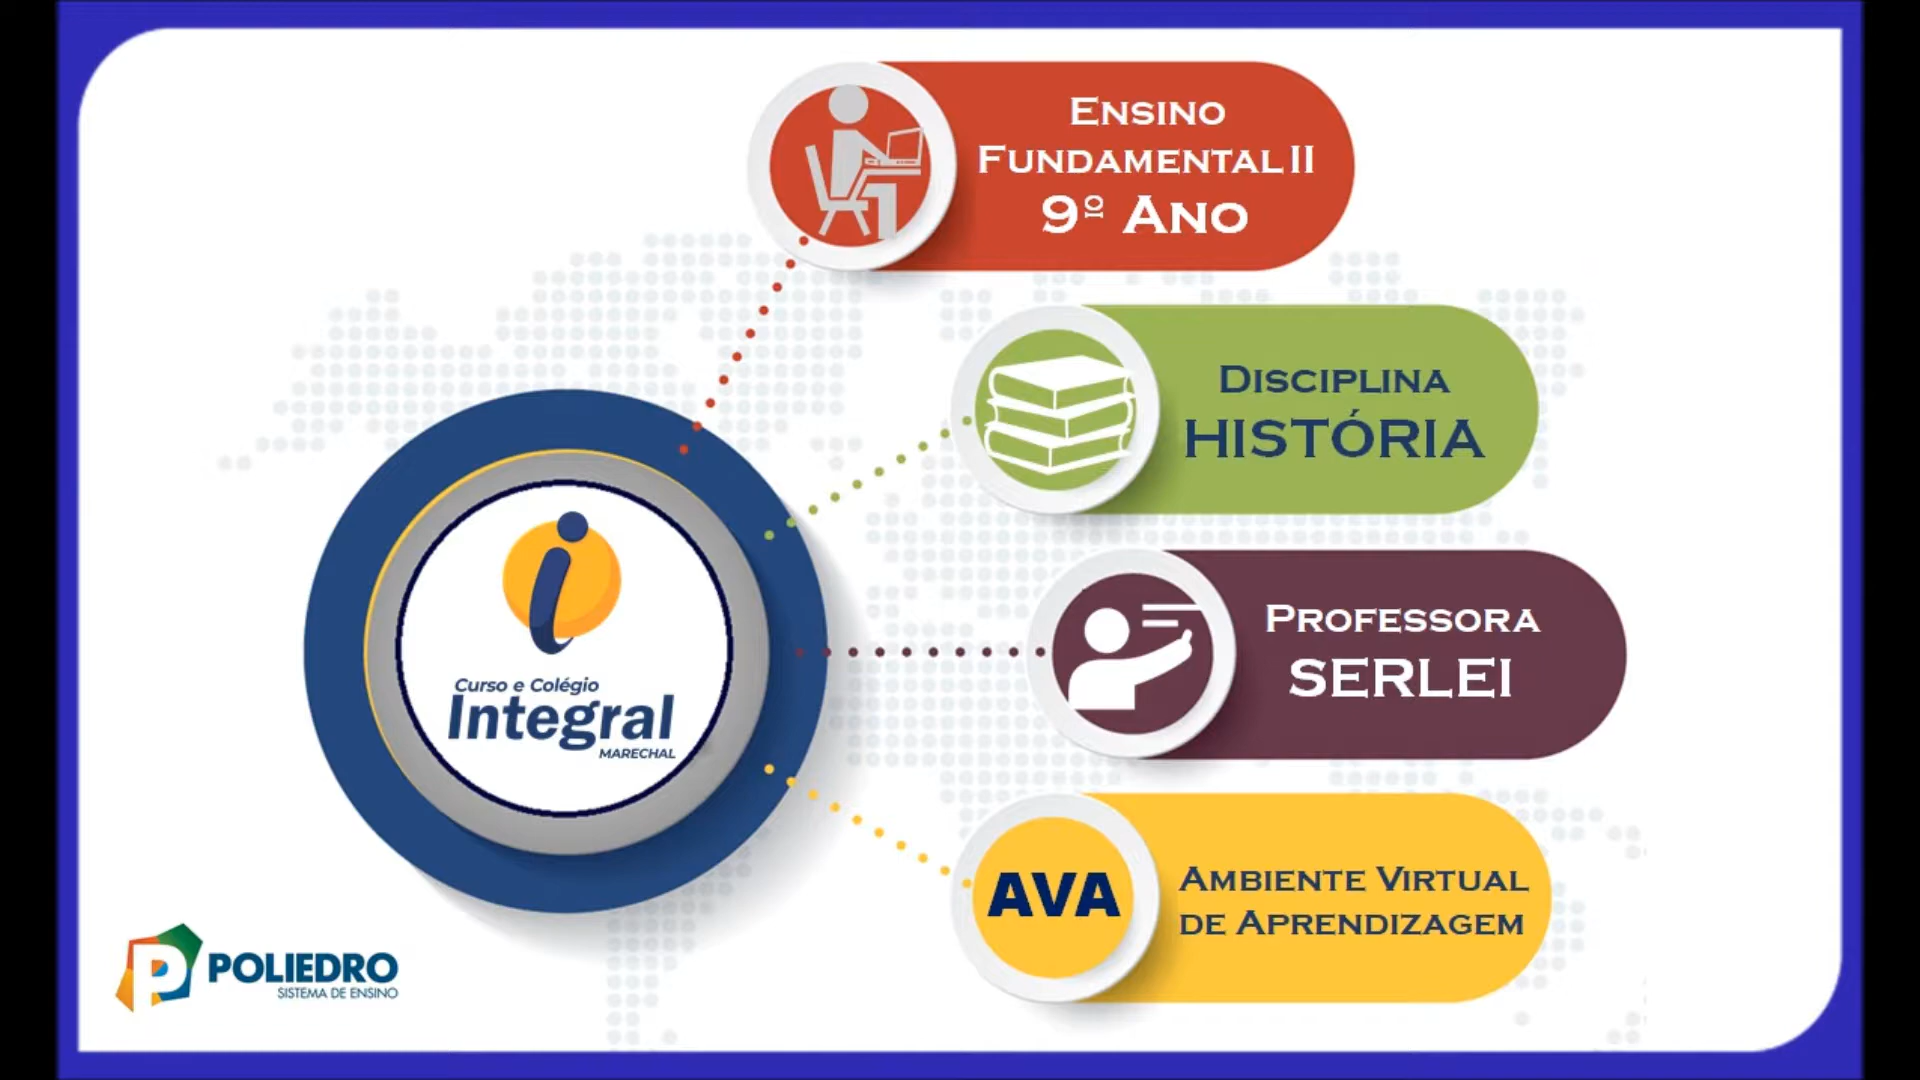 ENSINO
FUNDAMENTAL II
9º ANO
DISCIPLINA
HISTÓRIA
PROFESSORA
SERLEI
AVA
AMBIENTE VIRTUAL
DE APRENDIZAGEM
Curso e Colégio
Integral
MARECHAL
POLIEDRO
SISTEMA DE ENSINO